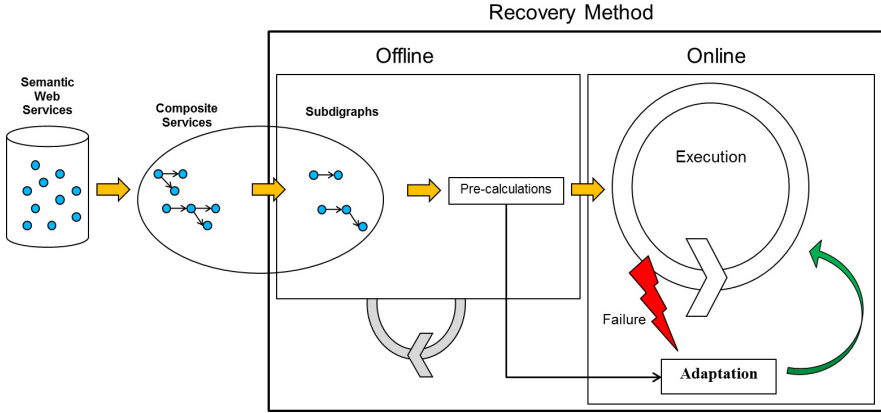 Recovery Method
Offline
Online
Semantic
Web
Services
Composite
Services
Subdigraphs
Execution
Pre-calculations
Failure
Adaptation